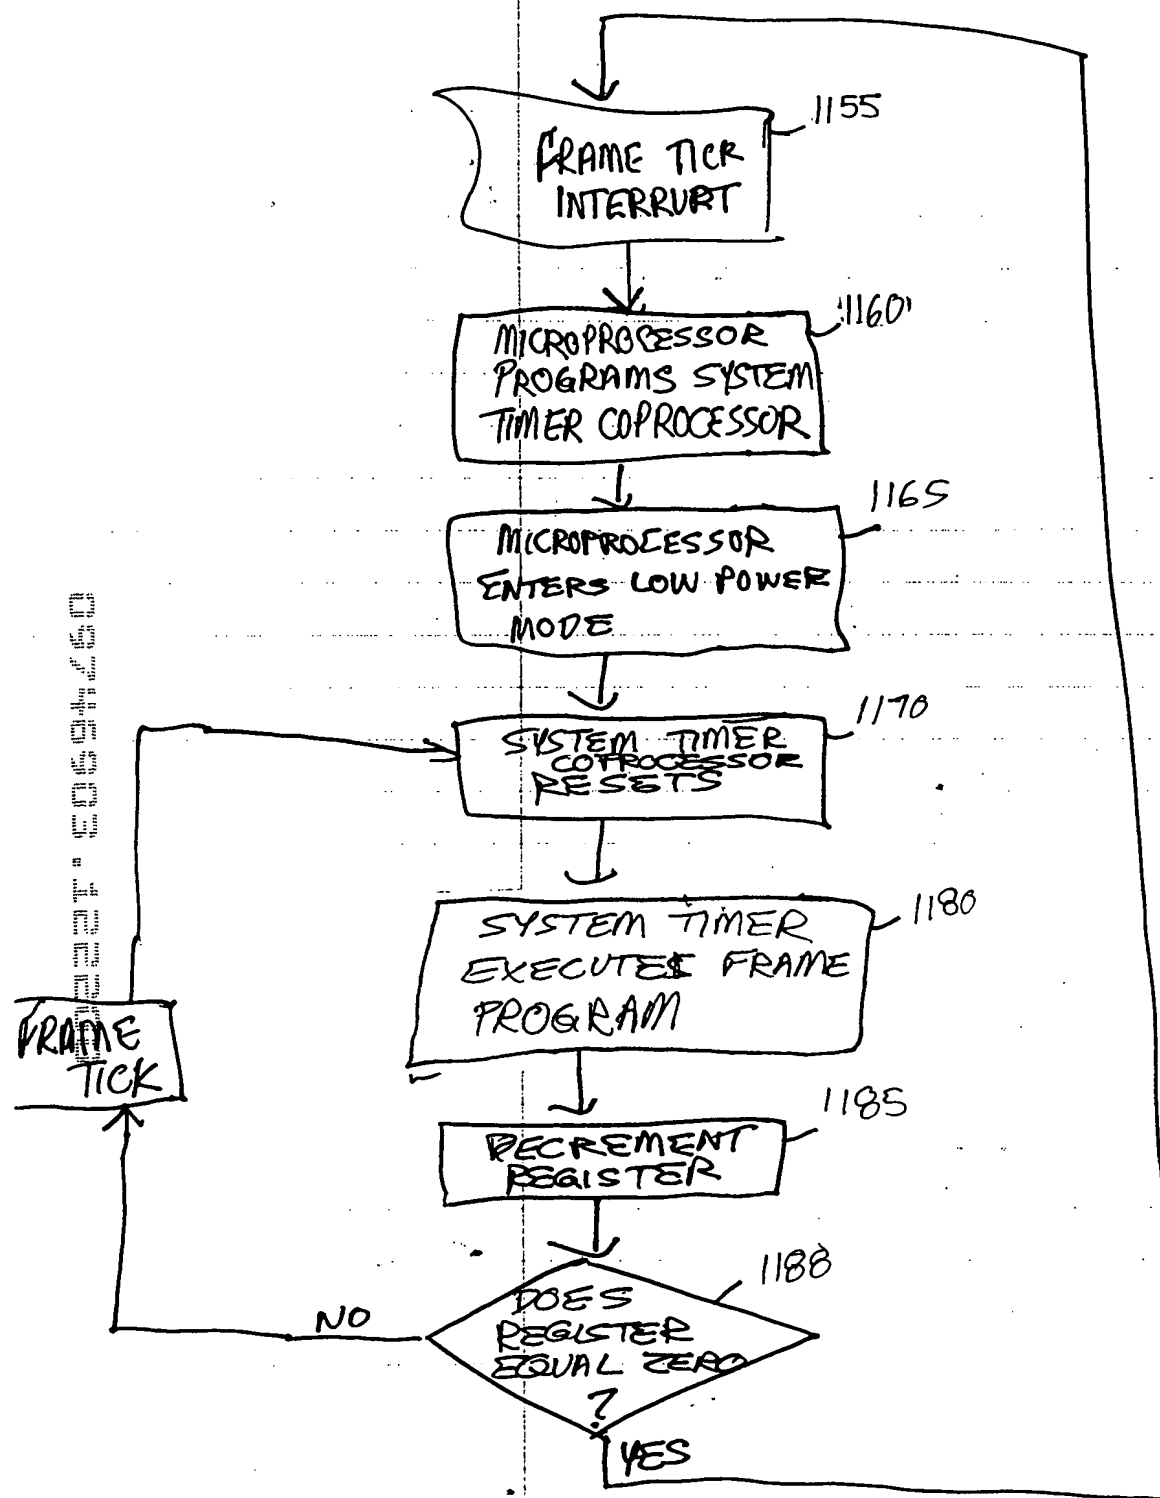 1155
FRAME TICK
INTERRUPT
1160
MICROPROCESSOR
PROGRAMS SYSTEM
TIMER COPROCESSOR
1165
MICROPROCESSOR
ENTERS LOW POWER
MODE
1170
SYSTEM TIMER
COPROCESSOR
RESETS
1180
SYSTEM TIMER
EXECUTES FRAME
PROGRAM
FRAME
TICK
1185
DECREMENT
REGISTER
1188
DOES
REGISTER
EQUAL ZERO
?
NO
YES